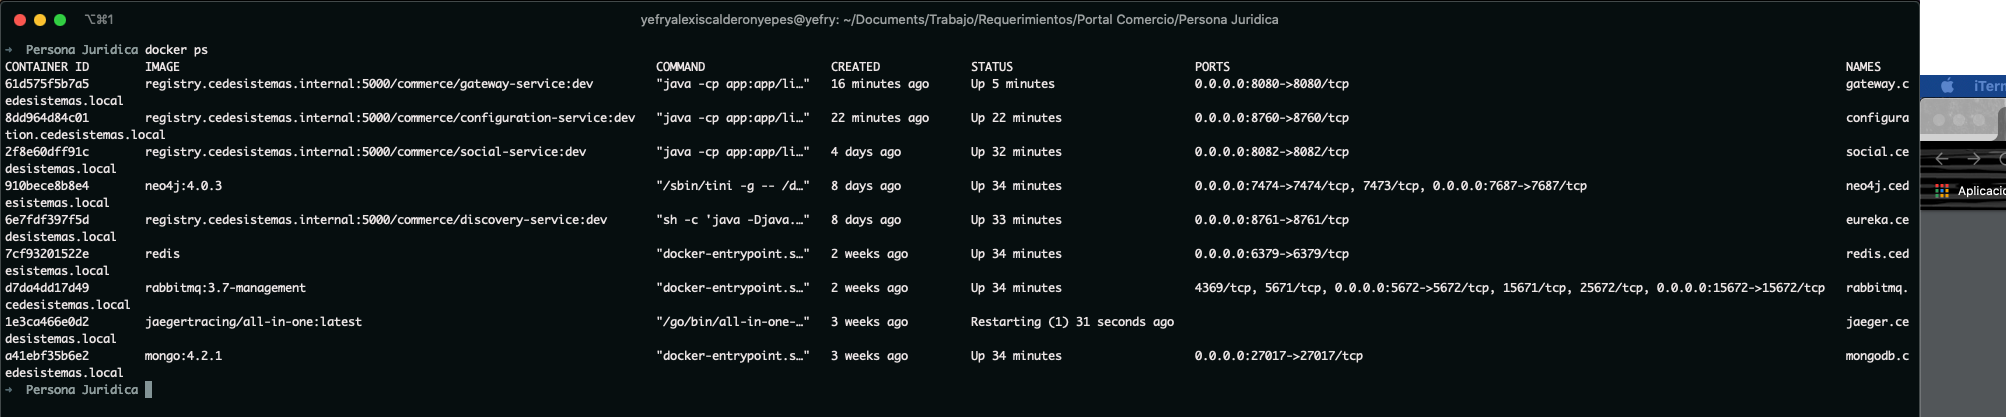 ⌥⌘1 yefryalexiscalderonyepes@yefry: ~/Documents/Trabajo/Requerimientos/Portal Comercio/Persona Juridica
→ Persona Juridica docker ps
CONTAINER ID IMAGE COMMAND CREATED STATUS PORTS NAMES
61d575f5b7a5 registry.cedesistemas.internal:5000/commerce/gateway-service:dev "java -cp app:app/li…" 16 minutes ago Up 5 minutes 0.0.0.0:8080->8080/tcp gateway.c
edesistemas.local
8dd964d84c01 registry.cedesistemas.internal:5000/commerce/configuration-service:dev "java -cp app:app/li…" 22 minutes ago Up 22 minutes 0.0.0.0:8760->8760/tcp configura
tion.cedesistemas.local
2f8e60dff91c registry.cedesistemas.internal:5000/commerce/social-service:dev "java -cp app:app/li…" 4 days ago Up 32 minutes 0.0.0.0:8082->8082/tcp social.ce
desistemas.local
910bece8b8e4 neo4j:4.0.3 "/sbin/tini -g -- /d…" 8 days ago Up 34 minutes 0.0.0.0:7474->7474/tcp, 7473/tcp, 0.0.0.0:7687->7687/tcp neo4j.ced
esistemas.local
6e7fdf397f5d registry.cedesistemas.internal:5000/commerce/discovery-service:dev "sh -c 'java -Djava.…" 8 days ago Up 33 minutes 0.0.0.0:8761->8761/tcp eureka.ce
desistemas.local
7cf93201522e redis "docker-entrypoint.s…" 2 weeks ago Up 34 minutes 0.0.0.0:6379->6379/tcp redis.ced
esistemas.local
d7da4dd17d49 rabbitmq:3.7-management "docker-entrypoint.s…" 2 weeks ago Up 34 minutes 4369/tcp, 5671/tcp, 0.0.0.0:5672->5672/tcp, 15671/tcp, 25672/tcp, 0.0.0.0:15672->15672/tcp rabbitmq.
cedesistemas.local
1e3ca466e0d2 jaegertracing/all-in-one:latest "/go/bin/all-in-one-…" 3 weeks ago Restarting (1) 31 seconds ago jaeger.ce
desistemas.local
a41ebf35b6e2 mongo:4.2.1 "docker-entrypoint.s…" 3 weeks ago Up 34 minutes 0.0.0.0:27017->27017/tcp mongodb.c
edesistemas.local
→ Persona Juridica
iTerm
Aplicacio